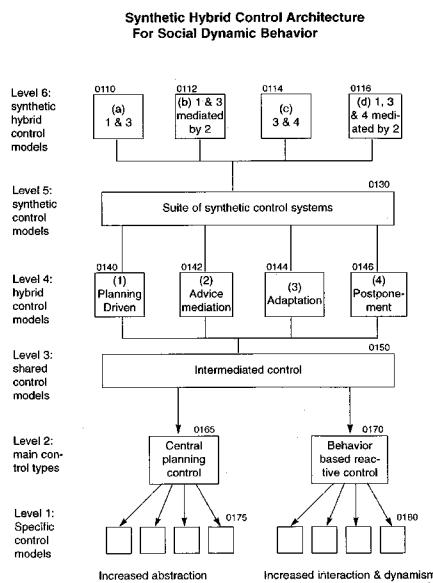 Synthetic Hybrid Control Architecture
For Social Dynamic Behavior
Level 6:
synthetic
hybrid
control
models
0110
(a)
1 & 3
0112
(b) 1 & 3
mediated
by 2
0114
(c)
3 & 4
0116
(d) 1, 3
& 4 medi-
ated by 2
Level 5:
synthetic
control
models
0130
Suite of synthetic control systems
Level 4:
hybrid
control
models
0140
(1)
Planning
Driven
0142
(2)
Advice
mediation
0144
(3)
Adaptation
0146
(4)
Postpone-
ment
Level 3:
shared
control
models
0150
Intermediated control
Level 2:
main con-
trol types
0165
Central
planning
control
0170
Behavior
based reac-
tive control
Level 1:
Specific
control
models
0175
0180
Increased abstraction
Increased interaction & dynamism